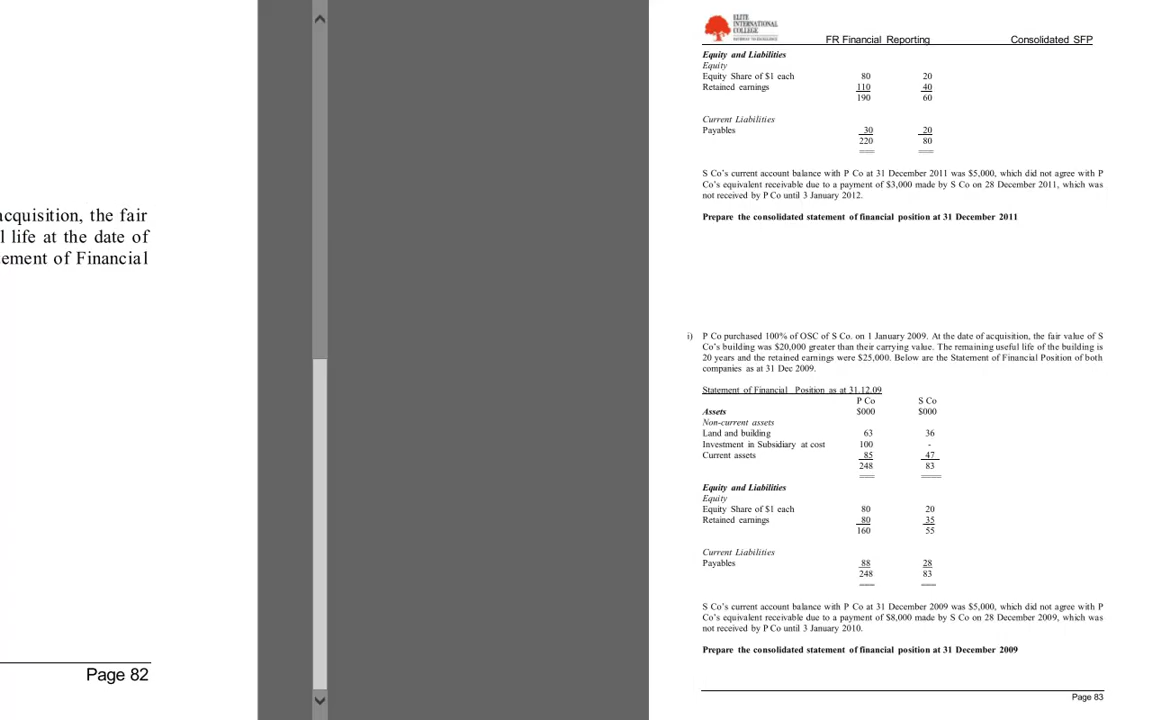 acquisition, the fair
l life at the date of
tement of Financial
Page 82
ELITE
INTERNATIONAL
COLLEGE
FR Financial Reporting Consolidated SFP
Equity and Liabilities
Equity
Equity Share of $1 each 80 20
Retained earnings 110 40
190 60
Current Liabilities
Payables 30 20
220 80
S Co's current account balance with P Co at 31 December 2011 was $5,000, which did not agree with P
Co's equivalent receivable due to a payment of $3,000 made by S Co on 28 December 2011, which was
not received by P Co until 3 January 2012.
Prepare the consolidated statement of financial position at 31 December 2011
i) P Co purchased 100% of OSC of S Co. on 1 January 2009. At the date of acquisition, the fair value of S
Co's building was $20,000 greater than their carrying value. The remaining useful life of the building is
20 years and the retained earnings were $25,000. Below are the Statement of Financial Position of both
companies as at 31 Dec 2009.
Statement of Financial Position as at 31.12.09
P Co S Co
Assets $000 $000
Non-current assets
Land and building 63 36
Investment in Subsidiary at cost 100 -
Current assets 85 47
248 83
Equity and Liabilities
Equity
Equity Share of $1 each 80 20
Retained earnings 80 35
160 55
Current Liabilities
Payables 88 28
248 83
S Co's current account balance with P Co at 31 December 2009 was $5,000, which did not agree with P
Co's equivalent receivable due to a payment of $8,000 made by S Co on 28 December 2009, which was
not received by P Co until 3 January 2010.
Prepare the consolidated statement of financial position at 31 December 2009
Page 83